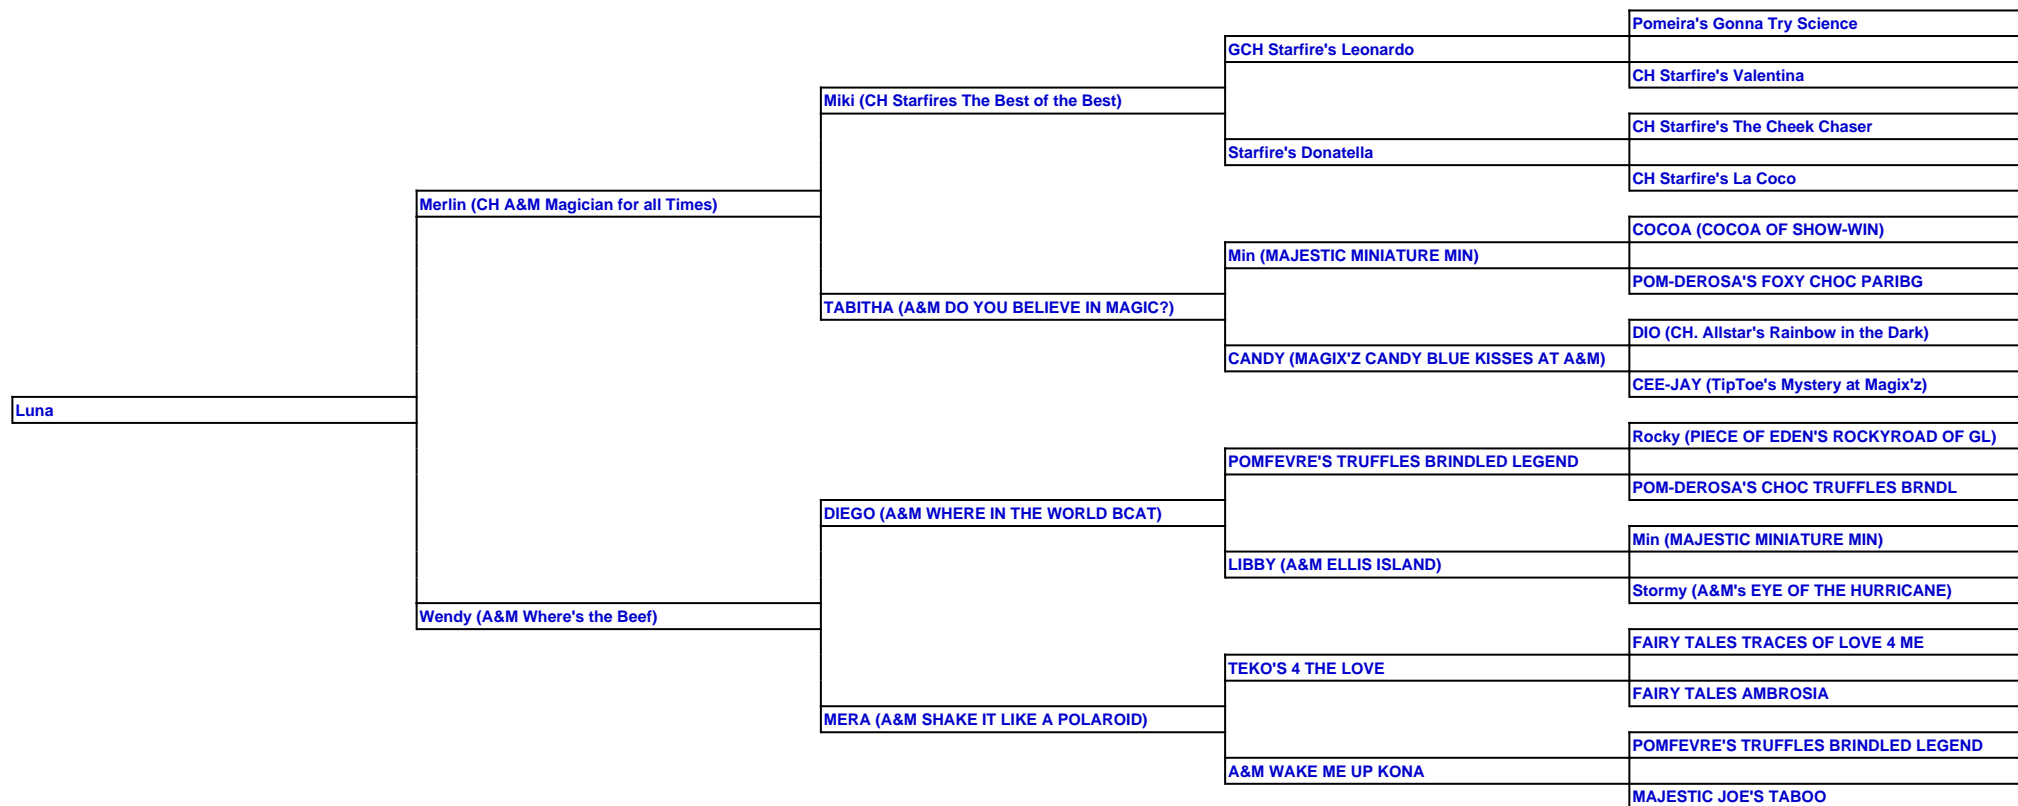 Pomeira's Gonna Try Science
GCH Starfire's Leonardo
CH Starfire's Valentina
Miki (CH Starfires The Best of the Best)
CH Starfire's The Cheek Chaser
Starfire's Donatella
CH Starfire's La Coco
Merlin (CH A&M Magician for all Times)
COCOA (COCOA OF SHOW-WIN)
Min (MAJESTIC MINIATURE MIN)
POM-DEROSA'S FOXY CHOC PARIBG
TABITHA (A&M DO YOU BELIEVE IN MAGIC?)
DIO (CH. Allstar's Rainbow in the Dark)
CANDY (MAGIX'Z CANDY BLUE KISSES AT A&M)
CEE-JAY (TipToe's Mystery at Magix'z)
Luna
Rocky (PIECE OF EDEN'S ROCKYROAD OF GL)
POMFEVRE'S TRUFFLES BRINDLED LEGEND
POM-DEROSA'S CHOC TRUFFLES BRNDL
DIEGO (A&M WHERE IN THE WORLD BCAT)
Min (MAJESTIC MINIATURE MIN)
LIBBY (A&M ELLIS ISLAND)
Stormy (A&M's EYE OF THE HURRICANE)
Wendy (A&M Where's the Beef)
FAIRY TALES TRACES OF LOVE 4 ME
TEKO'S 4 THE LOVE
FAIRY TALES AMBROSIA
MERA (A&M SHAKE IT LIKE A POLAROID)
POMFEVRE'S TRUFFLES BRINDLED LEGEND
A&M WAKE ME UP KONA
MAJESTIC JOE'S TABOO